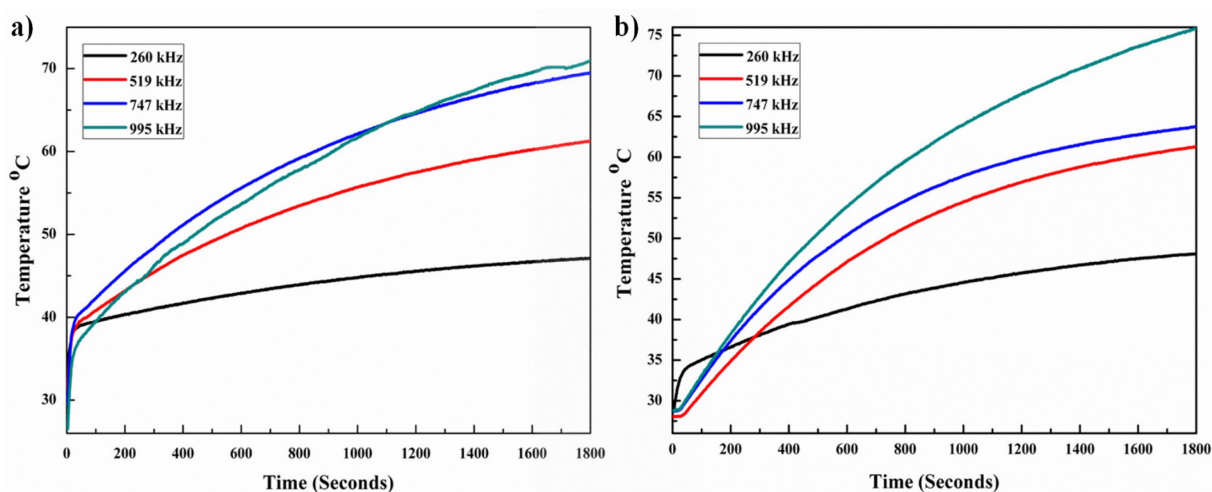 a)
260 kHz
519 kHz
747 kHz
995 kHz
Temperature °C
70
60
50
40
30
0 200 400 600 800 1000 1200 1400 1600 1800
Time (Seconds)
b)
260 kHz
519 kHz
747 kHz
995 kHz
Temperature °C
75
70
65
60
55
50
45
40
35
30
0 200 400 600 800 1000 1200 1400 1600 1800
Time (Seconds)